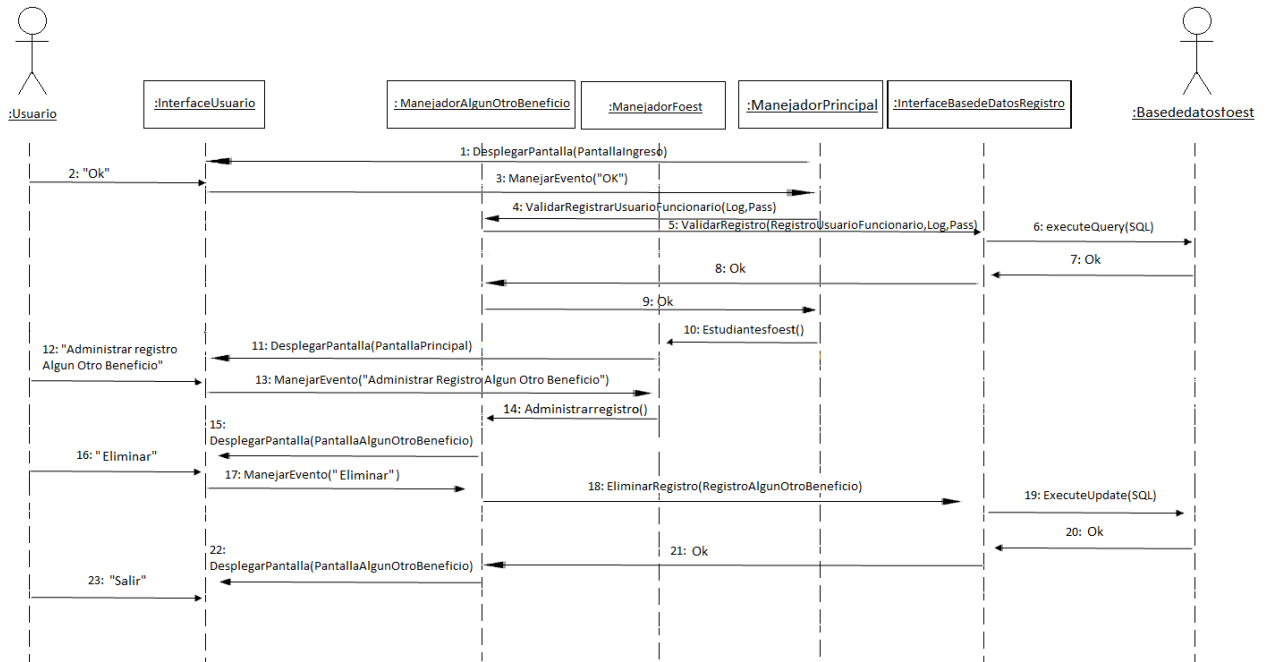 :Usuario
:InterfaceUsuario
: ManejadorAlgunOtroBeneficio
:ManejadorFoest
:ManejadorPrincipal
:InterfaceBasedeDatosRegistro
:Basededatosfoest
1: DesplegarPantalla(PantallaIngreso)
2: "Ok"
3: ManejarEvento("OK")
4: ValidarRegistrarUsuarioFuncionario(Log,Pass)
5: ValidarRegistro(RegistroUsuarioFuncionario,Log,Pass)
6: executeQuery(SQL)
7: Ok
8: Ok
9: Ok
10: Estudiantesfoest()
11: DesplegarPantalla(PantallaPrincipal)
12: "Administrar registro
Algun Otro Beneficio"
13: ManejarEvento("Administrar Registro Algun Otro Beneficio")
14: Administrarregistro()
15:
DesplegarPantalla(PantallaAlgunOtroBeneficio)
16: "Eliminar"
17: ManejarEvento("Eliminar")
18: EliminarRegistro(RegistroAlgunOtroBeneficio)
19: ExecuteUpdate(SQL)
20: Ok
21: Ok
22:
DesplegarPantalla(PantallaAlgunOtroBeneficio)
23: "Salir"